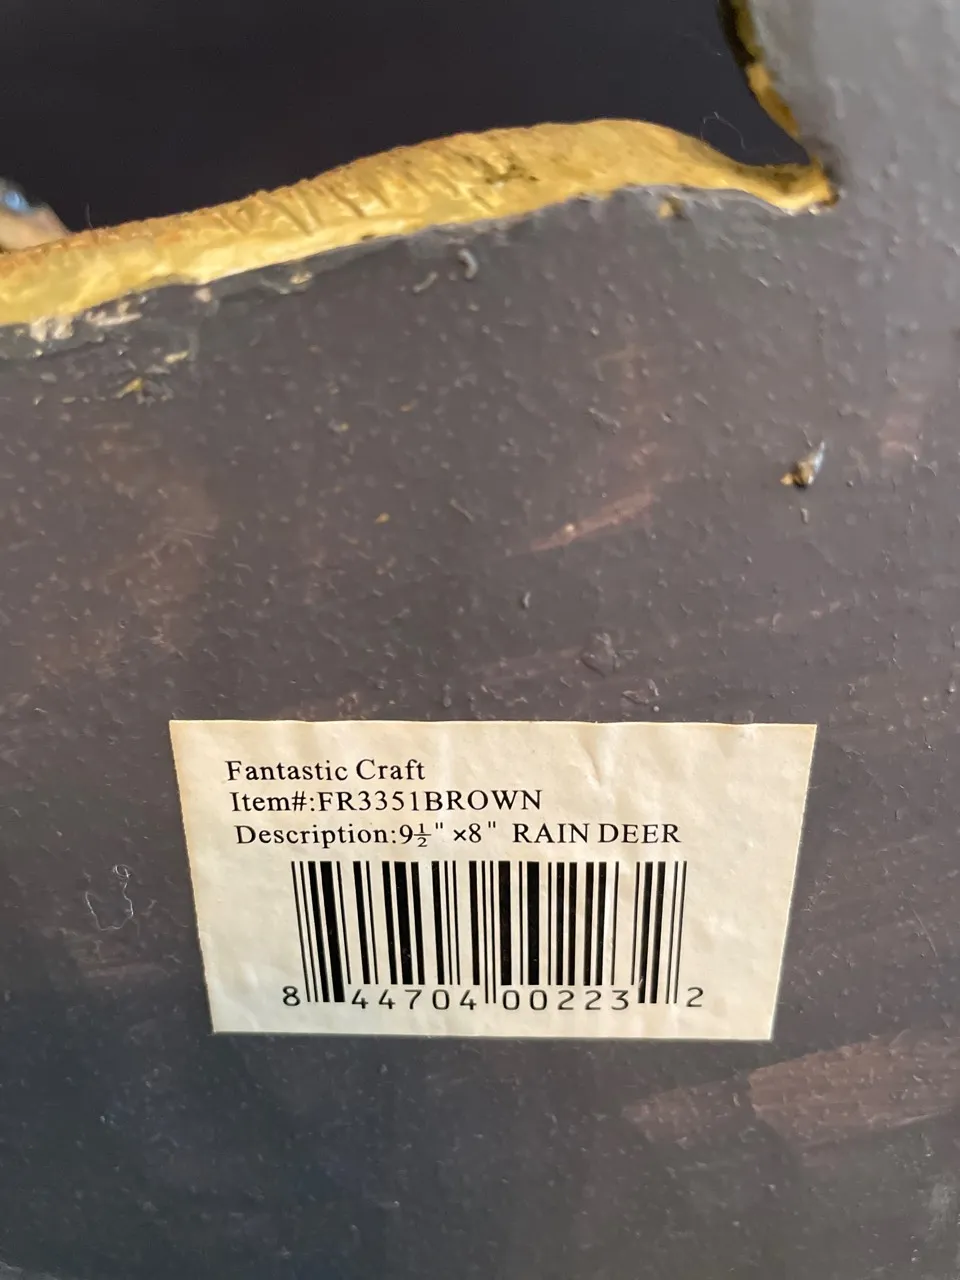 Fantastic Craft
Item#:FR3351BROWN
Description:9½" ×8" RAIN DEER
8 44704 00223 2